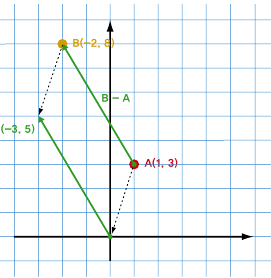 B(−2, 8)
B − A
A(1, 3)
(−3, 5)